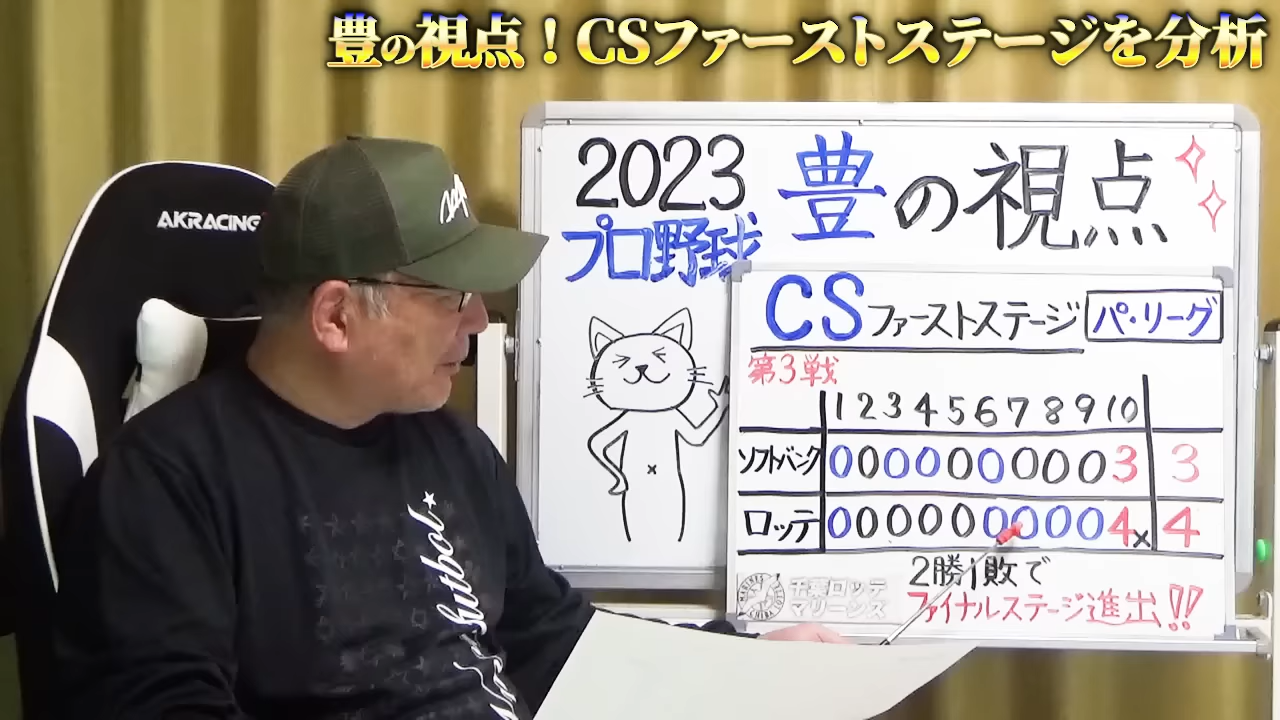 豊の視点！CSファーストステージを分析
2023
プロ野球
豊の視点
CSファーストステージ パ・リーグ
第3戦
1 2 3 4 5 6 7 8 9 10
ソフトバンク 0 0 0 0 0 0 0 0 0 3 3
ロッテ 0 0 0 0 0 0 0 0 0 4x 4
2勝1敗で
千葉ロッテ
マリーンズ
ファイナルステージ進出!!
AKRACING
futbol